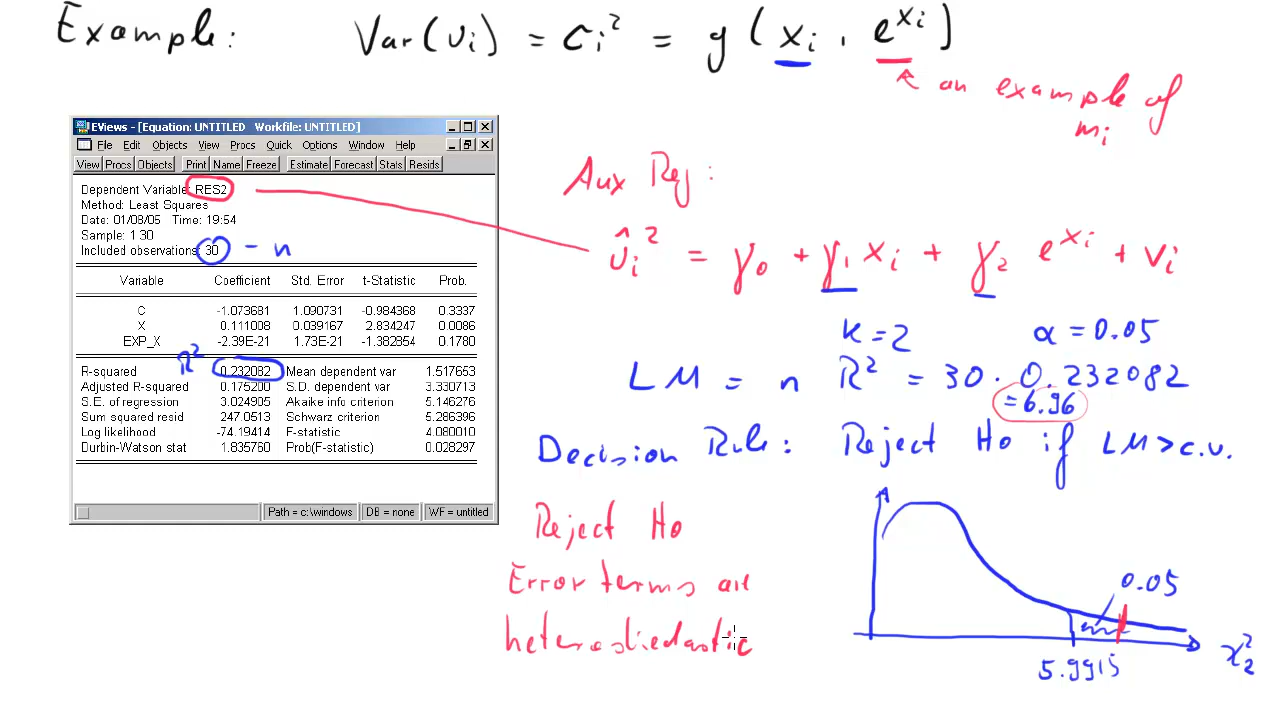 Example: Var(υi) = σi² = g(xi, e^xi)
an example of
mi
EViews - [Equation: UNTITLED Workfile: UNTITLED]
File Edit Objects View Procs Quick Options Window Help
View Procs Objects Print Name Freeze Estimate Forecast Stats Resids
Dependent Variable: RES2
Method: Least Squares
Date: 01/08/05 Time: 19:54
Sample: 1 30
Included observations: 30 - n
Variable Coefficient Std. Error t-Statistic Prob.
C -1.073681 1.090731 -0.984368 0.3337
X 0.111008 0.039167 2.834247 0.0086
EXP_X -2.39E-21 1.73E-21 -1.382854 0.1780
R²
R-squared 0.232082 Mean dependent var 1.517653
Adjusted R-squared 0.175200 S.D. dependent var 3.330713
S.E. of regression 3.024905 Akaike info criterion 5.146276
Sum squared resid 247.0513 Schwarz criterion 5.286396
Log likelihood -74.19414 F-statistic 4.080010
Durbin-Watson stat 1.835760 Prob(F-statistic) 0.028297
Path = c:\windows DB = none WF = untitled
Aux Reg:
υ̂i² = γ0 + γ1 xi + γ2 e^xi + vi
k=2 α = 0.05
LM = n R² = 30 · 0.232082
= 6.96
Decision Rule: Reject Ho if LM > c.v.
Reject Ho
Error terms are
heteroskedastic
0.05
5.9915
χ²2